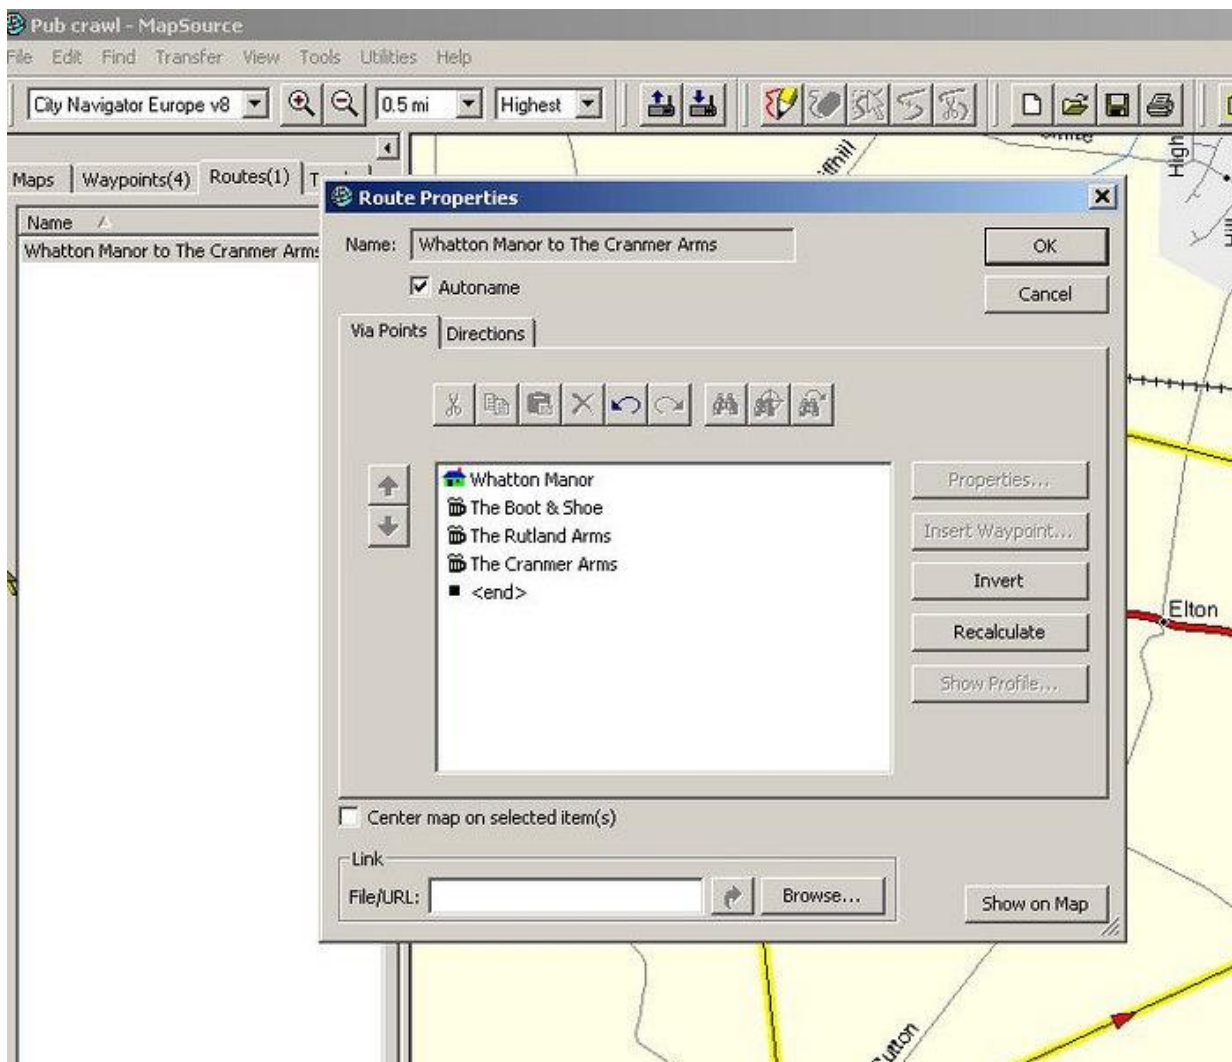 Pub crawl - MapSource
File Edit Find Transfer View Tools Utilities Help
City Navigator Europe v8 0.5 mi Highest
Maps Waypoints(4) Routes(1)
Name
Whatton Manor to The Cranmer Arms
Route Properties
Name: Whatton Manor to The Cranmer Arms
OK
Autoname
Cancel
Via Points Directions
Whatton Manor
The Boot & Shoe
The Rutland Arms
The Cranmer Arms
<end>
Properties...
Insert Waypoint...
Invert
Recalculate
Show Profile...
Center map on selected item(s)
Link
File/URL:
Browse...
Show on Map
High
Elton